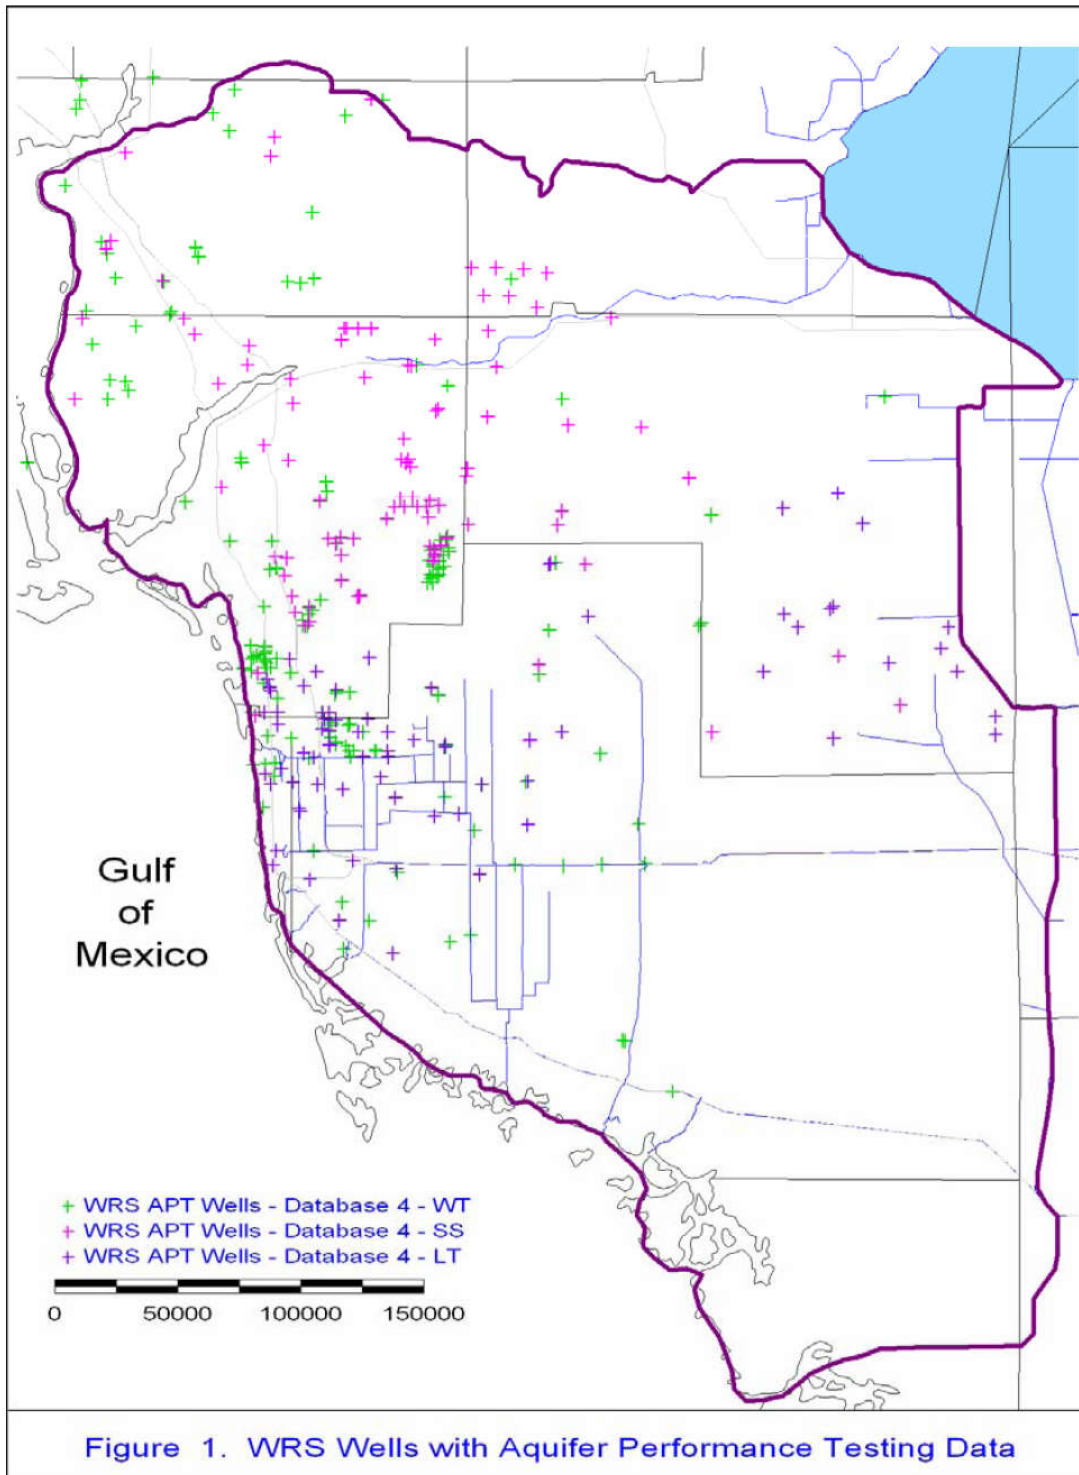 Gulf
of
Mexico
WRS APT Wells - Database 4 - WT
WRS APT Wells - Database 4 - SS
WRS APT Wells - Database 4 - LT
0 50000 100000 150000
Figure 1. WRS Wells with Aquifer Performance Testing Data